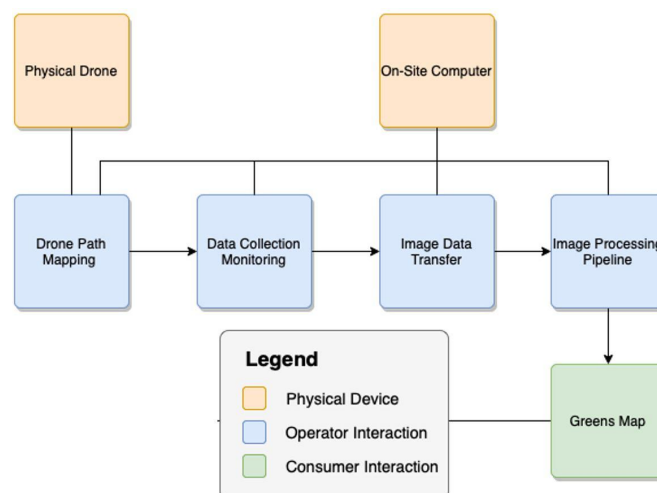 Physical Drone
On-Site Computer
Drone Path
Mapping
Data Collection
Monitoring
Image Data
Transfer
Image Processing
Pipeline
Greens Map
Legend
Physical Device
Operator Interaction
Consumer Interaction